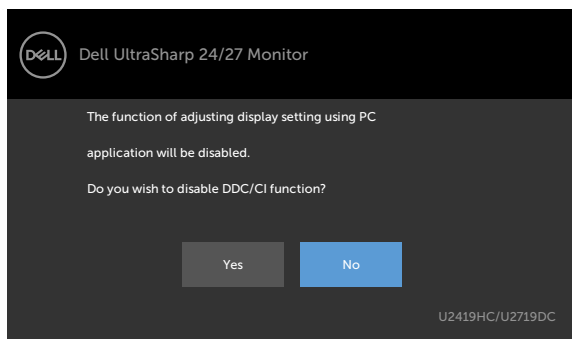 DELL
Dell UltraSharp 24/27 Monitor
The function of adjusting display setting using PC
application will be disabled.
Do you wish to disable DDC/CI function?
Yes
No
U2419HC/U2719DC